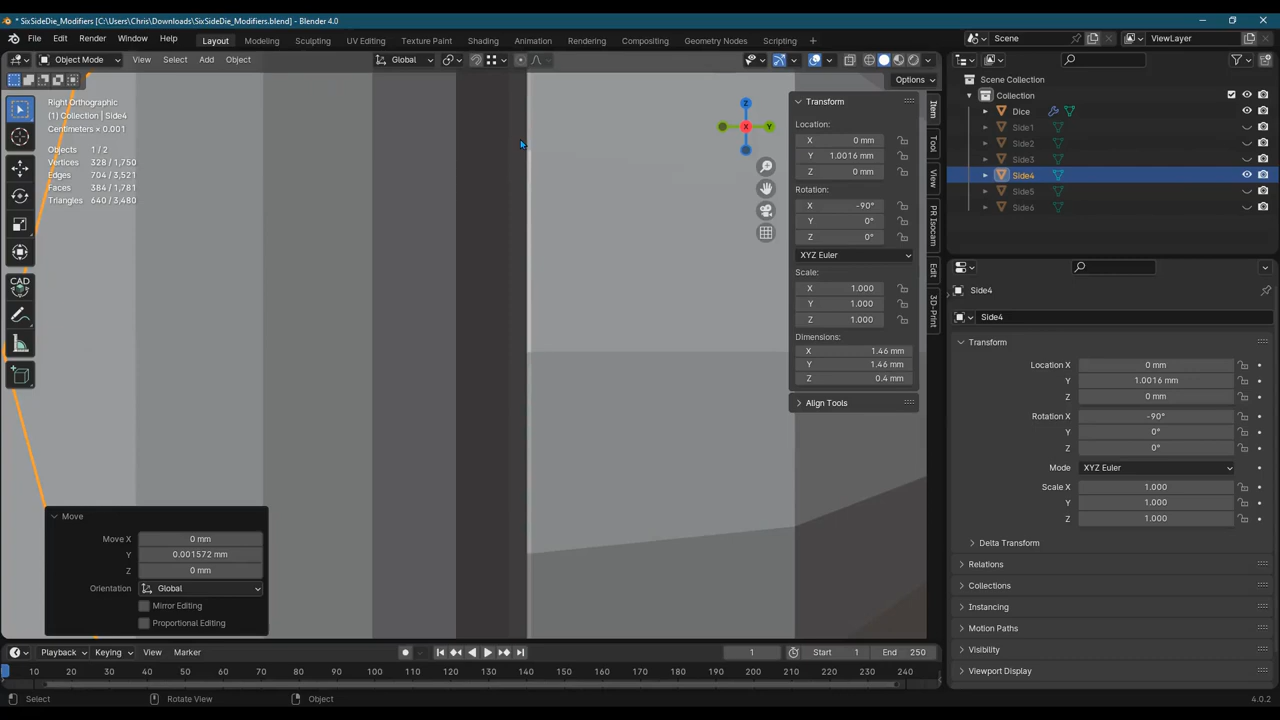 * SixSideDie_Modifiers [C:\Users\Chris\Downloads\SixSideDie_Modifiers.blend] - Blender 4.0
File Edit Render Window Help Layout Modeling Sculpting UV Editing Texture Paint Shading Animation Rendering Compositing Geometry Nodes Scripting Scene ViewLayer
Object Mode View Select Add Object Global
Options
Right Orthographic
(1) Collection | Side4
Centimeters × 0.001
Objects 1 / 2
Vertices 328 / 1,750
Edges 704 / 3,521
Faces 384 / 1,781
Triangles 640 / 3,480
CAD
Z
X
Y
Transform
Location:
X 0 mm
Y 1.0016 mm
Z 0 mm
Rotation:
X -90°
Y 0°
Z 0°
XYZ Euler
Scale:
X 1.000
Y 1.000
Z 1.000
Dimensions:
X 1.46 mm
Y 1.46 mm
Z 0.4 mm
Align Tools
Item
Tool
View
PR Isocam
Edit
3D-Print
Scene Collection
Collection
Dice
Side1
Side2
Side3
Side4
Side5
Side6
Side4
Side4
Transform
Location X 0 mm
Y 1.0016 mm
Z 0 mm
Rotation X -90°
Y 0°
Z 0°
Mode XYZ Euler
Scale X 1.000
Y 1.000
Z 1.000
Delta Transform
Relations
Collections
Instancing
Motion Paths
Visibility
Viewport Display
Move
Move X 0 mm
Y 0.001572 mm
Z 0 mm
Orientation Global
Mirror Editing
Proportional Editing
Playback Keying View Marker 1 Start 1 End 250
10 20 30 40 50 60 70 80 90 100 110 120 130 140 150 160 170 180 190 200 210 220 230 240
Select Rotate View Object 4.0.2